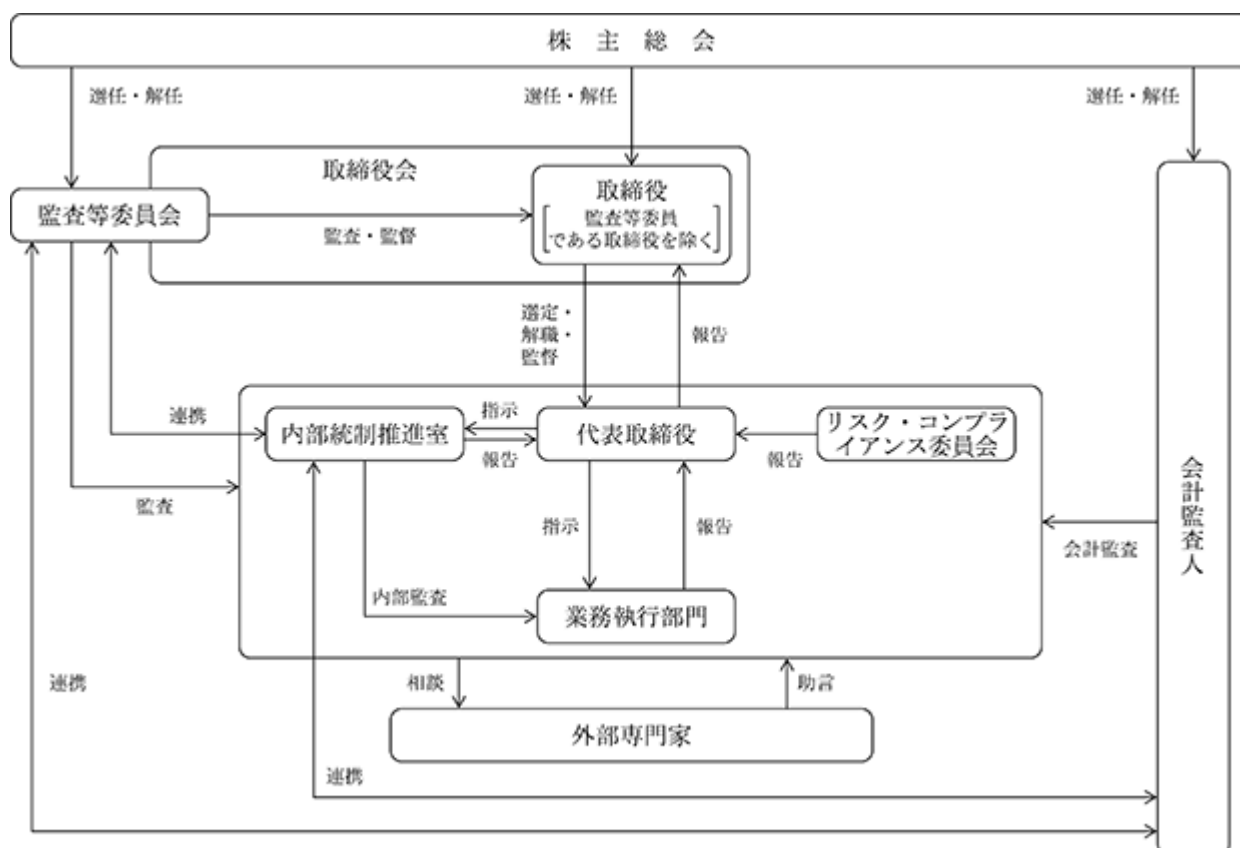 株主総会
選任・解任
選任・解任
選任・解任
取締役会
監査等委員会
監査・監督
取締役
監査等委員
である取締役を除く
選定・
解職・
監督
報告
連携
内部統制推進室
指示
報告
代表取締役
報告
リスク・コンプラ
イアンス委員会
監査
指示
報告
会計監査
会計監査人
内部監査
業務執行部門
連携
相談
助言
外部専門家
連携